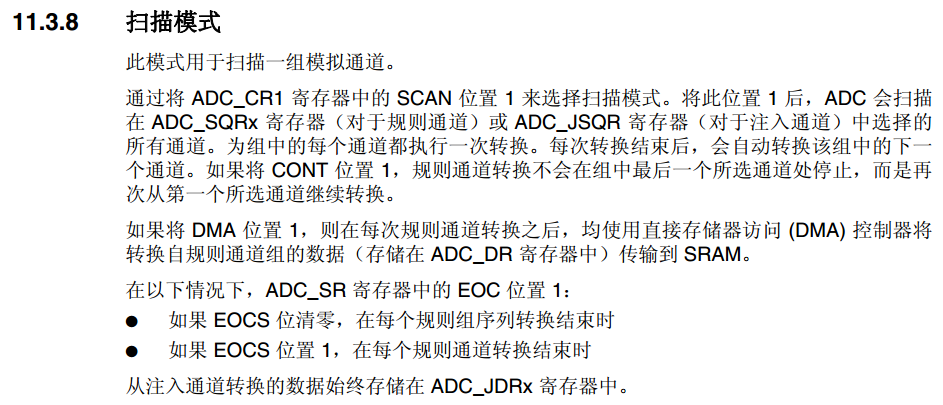 11.3.8 扫描模式
此模式用于扫描一组模拟通道。
通过将 ADC_CR1 寄存器中的 SCAN 位置 1 来选择扫描模式。将此位置 1 后，ADC 会扫描
在 ADC_SQRx 寄存器（对于规则通道）或 ADC_JSQR 寄存器（对于注入通道）中选择的
所有通道。为组中的每个通道都执行一次转换。每次转换结束后，会自动转换该组中的下一
个通道。如果将 CONT 位置 1，规则通道转换不会在组中最后一个所选通道处停止，而是再
次从第一个所选通道继续转换。
如果将 DMA 位置 1，则在每次规则通道转换之后，均使用直接存储器访问 (DMA) 控制器将
转换自规则通道组的数据（存储在 ADC_DR 寄存器中）传输到 SRAM。
在以下情况下，ADC_SR 寄存器中的 EOC 位置 1：
● 如果 EOCS 位清零，在每个规则组序列转换结束时
● 如果 EOCS 位置 1，在每个规则通道转换结束时
从注入通道转换的数据始终存储在 ADC_JDRx 寄存器中。